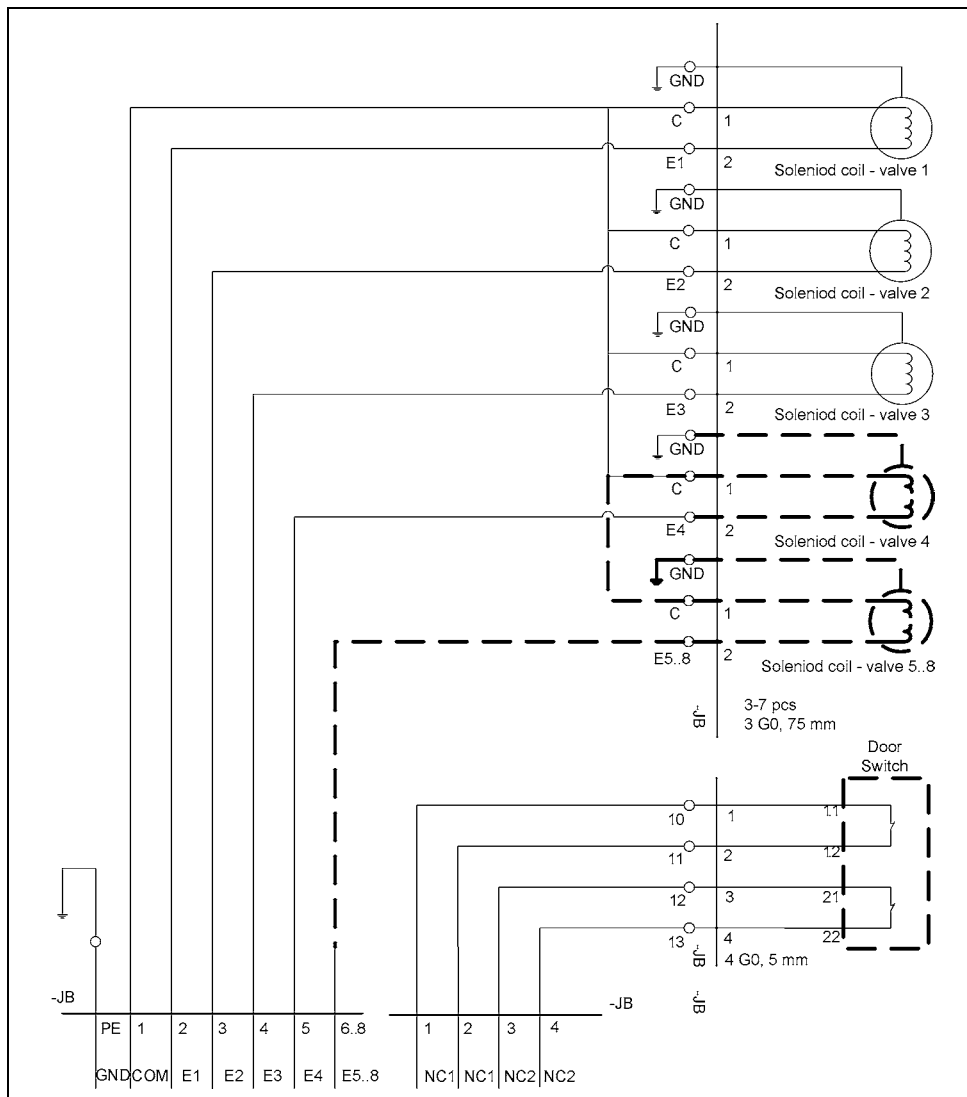 GND
C 1
E1 2
Soleniod coil - valve 1
GND
C 1
E2 2
Soleniod coil - valve 2
GND
C 1
E3 2
Soleniod coil - valve 3
GND
C 1
E4 2
Soleniod coil - valve 4
GND
C 1
E5..8 2
Soleniod coil - valve 5..8
-JB
3-7 pcs
3 G0, 75 mm
Door
Switch
10 1 11
11 2 12
12 3 21
13 4 22
-JB
4 G0, 5 mm
-JB
-JB
-JB
PE 1 2 3 4 5 6..8
1 2 3 4
GND COM E1 E2 E3 E4 E5..8
NC1 NC1 NC2 NC2